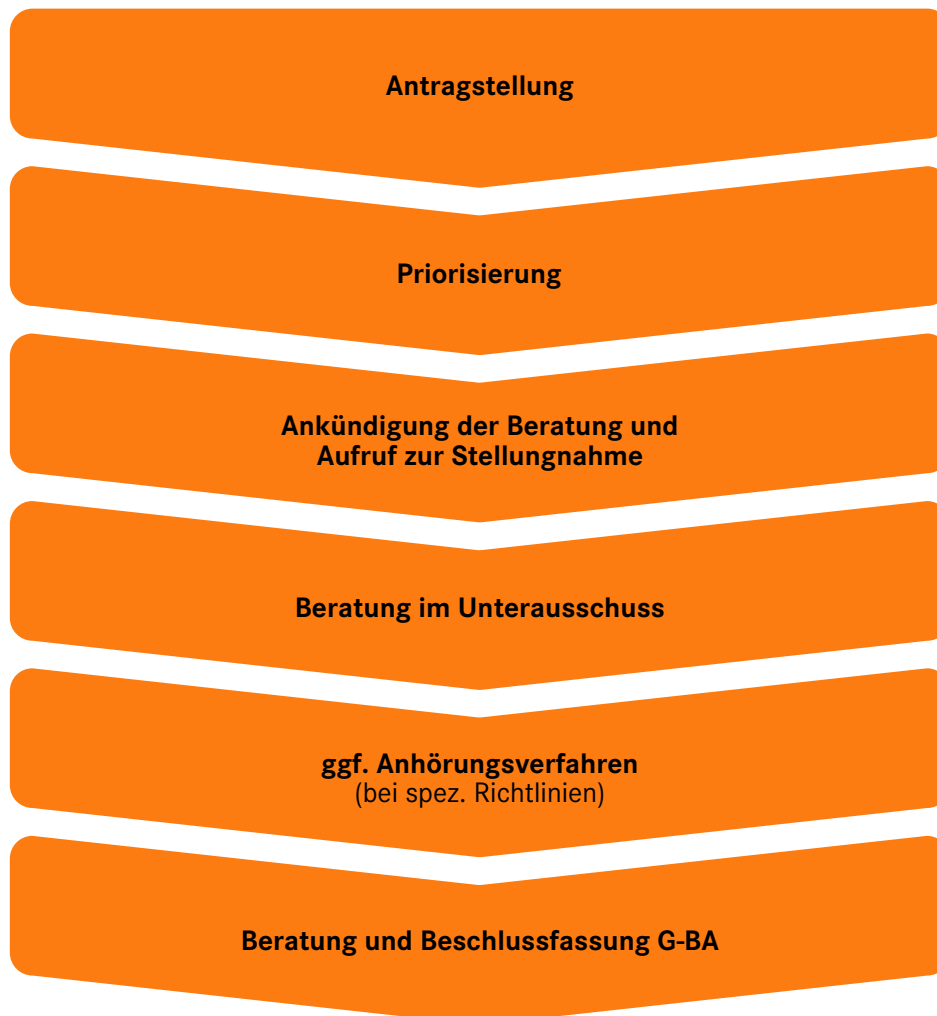 Antragstellung
Priorisierung
Ankündigung der Beratung und
Aufruf zur Stellungnahme
Beratung im Unterausschuss
ggf. Anhörungsverfahren
(bei spez. Richtlinien)
Beratung und Beschlussfassung G-BA